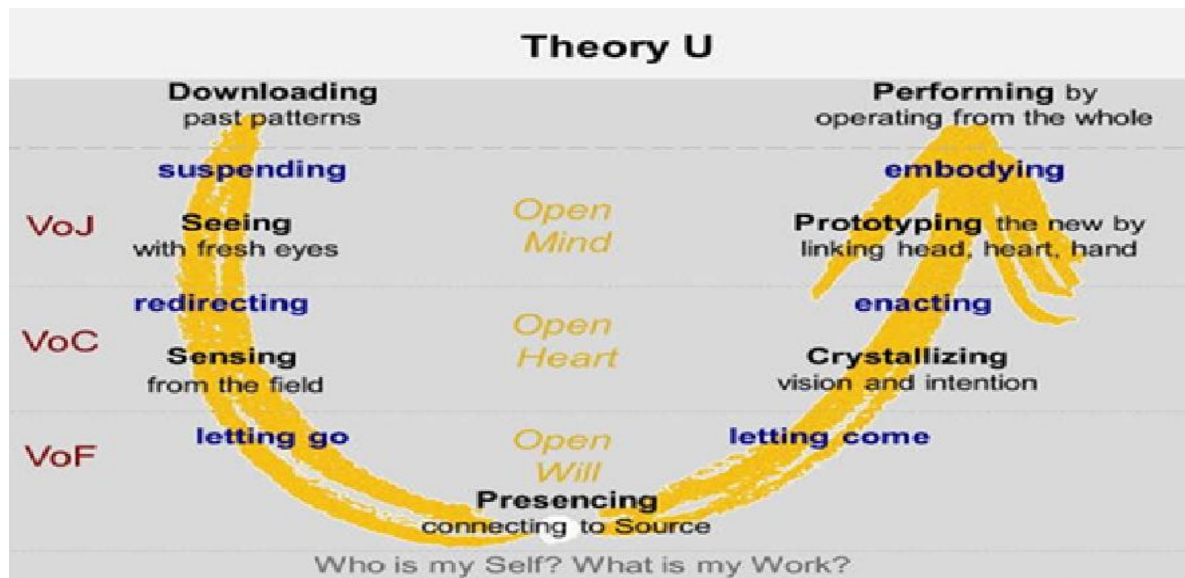 Theory U
Downloading
past patterns
Performing by
operating from the whole
suspending
embodying
VoJ
Seeing
with fresh eyes
Open
Mind
Prototyping the new by
linking head, heart, hand
redirecting
enacting
VoC
Sensing
from the field
Open
Heart
Crystallizing
vision and intention
letting go
letting come
VoF
Open
Will
Presencing
connecting to Source
Who is my Self? What is my Work?